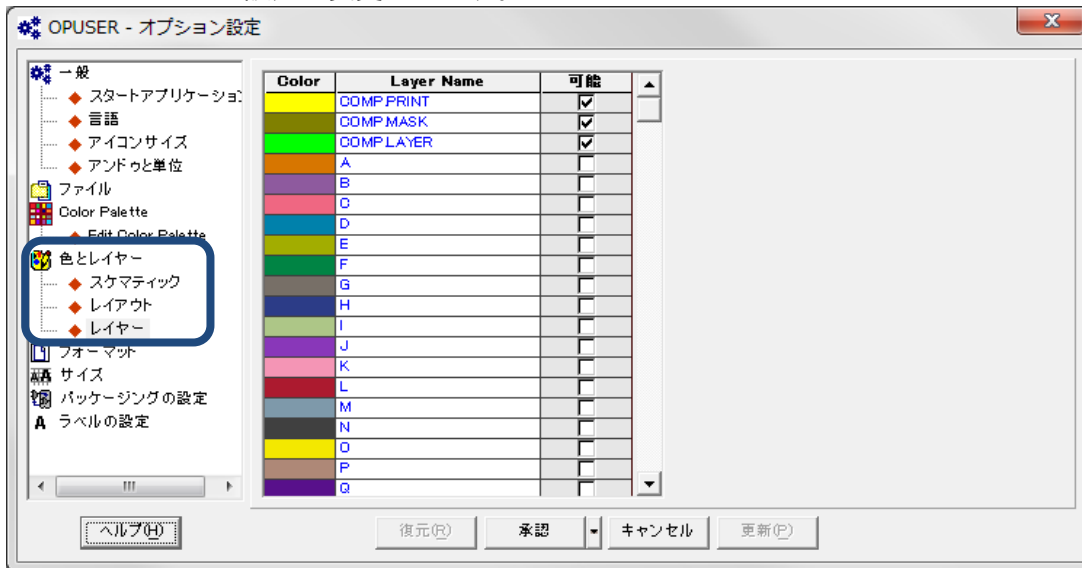 OPUSER - オプション設定
一般
スタートアプリケーション
言語
アイコンサイズ
アンドゥと単位
ファイル
Color Palette
Edit Color Palette
色とレイヤー
スケマティック
レイアウト
レイヤー
フォーマット
サイズ
パッケージングの設定
ラベルの設定
Color Layer Name 可能
COMP.PRINT
COMP.MASK
COMP.LAYER
A
B
C
D
E
F
G
H
I
J
K
L
M
N
O
P
Q
ヘルプ(H) 復元(R) 承認 キャンセル 更新(P)